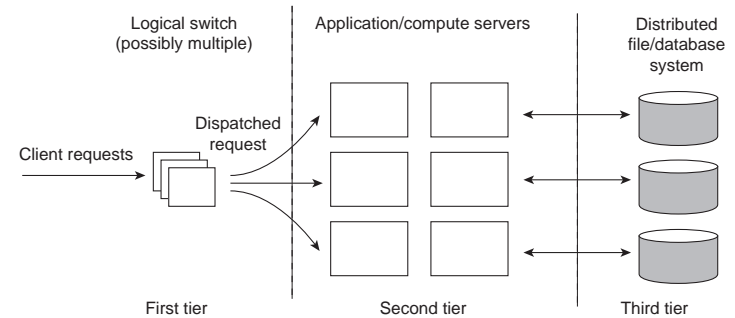 Logical switch
(possibly multiple)
Application/compute servers
Distributed
file/database
system
Dispatched
request
Client requests
First tier
Second tier
Third tier